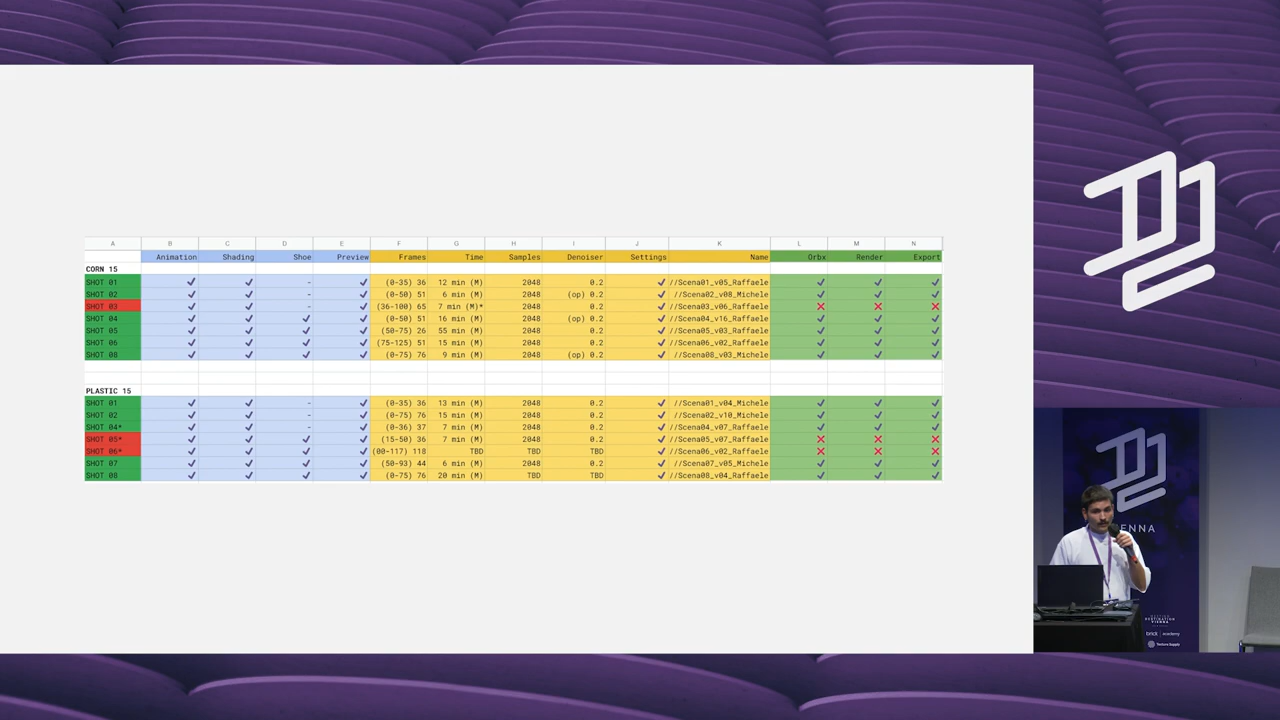 A B C D E F G H I J K L M N
Animation Shading Shoe Preview Frames Time Samples Denoiser Settings Name Orbx Render Export
CORN 15
SHOT 01 ✓ ✓ - ✓ (0-35) 36 12 min (M) 2048 0.2 ✓ //Scena01_v05_Raffaele ✓ ✓ ✓
SHOT 02 ✓ ✓ - ✓ (0-50) 51 6 min (M) 2048 (op) 0.2 ✓ //Scena02_v08_Michele ✓ ✓ ✓
SHOT 03 ✓ ✓ - ✓ (36-100) 65 7 min (M)* 2048 0.2 ✓ //Scena03_v06_Raffaele ✗ ✗ ✗
SHOT 04 ✓ ✓ ✓ ✓ (0-50) 51 16 min (M) 2048 (op) 0.2 ✓ //Scena04_v16_Raffaele ✓ ✓ ✓
SHOT 05 ✓ ✓ ✓ ✓ (50-75) 26 55 min (M) 2048 0.2 ✓ //Scena05_v03_Raffaele ✓ ✓ ✓
SHOT 06 ✓ ✓ ✓ ✓ (75-125) 51 15 min (M) 2048 0.2 ✓ //Scena06_v02_Raffaele ✓ ✓ ✓
SHOT 08 ✓ ✓ ✓ ✓ (0-75) 76 9 min (M) 2048 (op) 0.2 ✓ //Scena08_v03_Michele ✓ ✓ ✓
PLASTIC 15
SHOT 01 ✓ ✓ - ✓ (0-35) 36 13 min (M) 2048 0.2 ✓ //Scena01_v04_Michele ✓ ✓ ✓
SHOT 02 ✓ ✓ - ✓ (0-75) 76 15 min (M) 2048 0.2 ✓ //Scena02_v10_Michele ✓ ✓ ✓
SHOT 04* ✓ ✓ - ✓ (0-36) 37 7 min (M) 2048 0.2 ✓ //Scena04_v07_Raffaele ✓ ✓ ✓
SHOT 05* ✓ ✓ ✓ ✓ (15-50) 36 7 min (M) 2048 0.2 ✓ //Scena05_v07_Raffaele ✗ ✗ ✗
SHOT 06* ✓ ✓ ✓ ✓ (00-117) 118 TBD TBD TBD ✓ //Scena06_v02_Raffaele ✗ ✗ ✗
SHOT 07 ✓ ✓ ✓ ✓ (50-93) 44 6 min (M) 2048 0.2 ✓ //Scena07_v05_Michele ✓ ✓ ✓
SHOT 08 ✓ ✓ ✓ ✓ (0-75) 76 20 min (M) TBD TBD ✓ //Scena08_v04_Michele ✓ ✓ ✓
ENNA
DESTINATION
VIENNA
academy
Texture Supply